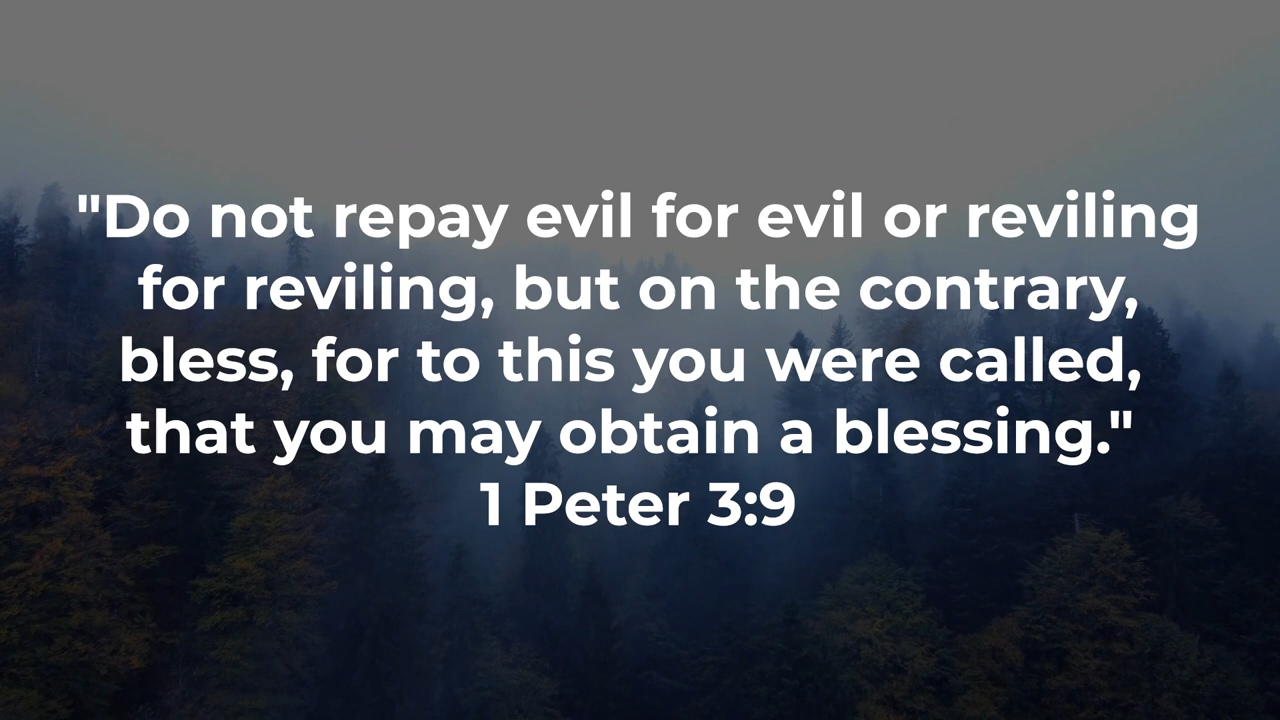 "Do not repay evil for evil or reviling
for reviling, but on the contrary,
bless, for to this you were called,
that you may obtain a blessing."
1 Peter 3:9